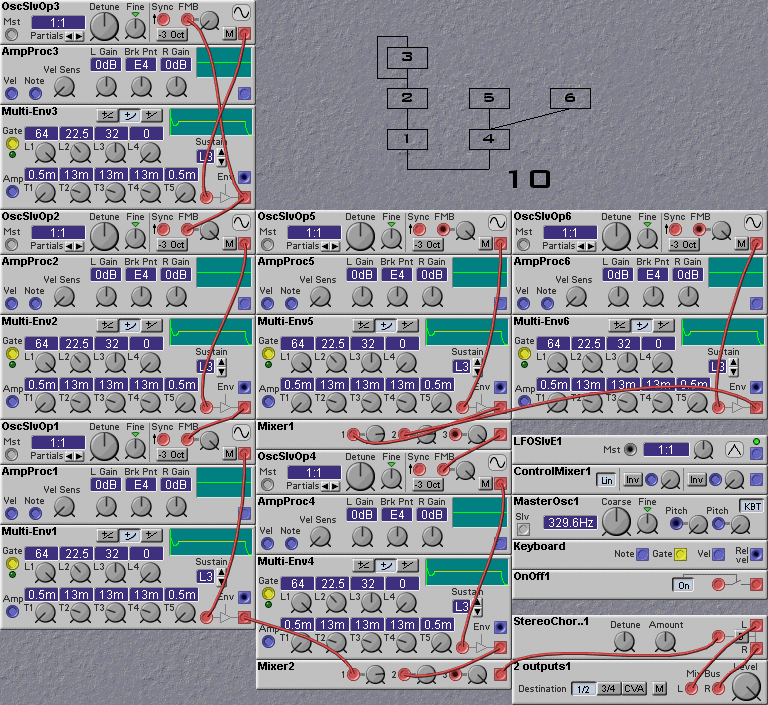 OscSlvOp3
Detune Fine Sync FMB
Mst 1:1
Partials -3 Oct M
AmpProc3
L Gain Brk Pnt R Gain
0dB E4 0dB
Vel Sens
Vel Note
Multi-Env3
Gate 64 22.5 32 0
L1 L2 L3 L4 Sustain
L3
0.5m 13m 13m 13m 13m Env
Amp
T1 T2 T3 T4 T5
3
2 5 6
1 4
10
OscSlvOp2
Detune Fine Sync FMB
Mst 1:1
Partials -3 Oct M
AmpProc2
L Gain Brk Pnt R Gain
0dB E4 0dB
Vel Sens
Vel Note
Multi-Env2
Gate 64 22.5 32 0
L1 L2 L3 L4 Sustain
L3
0.5m 13m 13m 13m 13m Env
Amp
T1 T2 T3 T4 T5
OscSlvOp5
Detune Fine Sync FMB
Mst 1:1
Partials -3 Oct M
AmpProc5
L Gain Brk Pnt R Gain
0dB E4 0dB
Vel Sens
Vel Note
Multi-Env5
Gate 64 22.5 32 0
L1 L2 L3 L4 Sustain
L3
0.5m 13m 13m 13m 0.5m Env
Amp
T1 T2 T3 T4 T5
OscSlvOp6
Detune Fine Sync FMB
Mst 1:1
Partials -3 Oct M
AmpProc6
L Gain Brk Pnt R Gain
0dB E4 0dB
Vel Sens
Vel Note
Multi-Env6
Gate 64 22.5 32 0
L1 L2 L3 L4 Sustain
L3
0.5m 13m 13m 13m 0.5m Env
Amp
T1 T2 T3 T4 T5
OscSlvOp1
Detune Fine Sync FMB
Mst 1:1
Partials -3 Oct M
AmpProc1
L Gain Brk Pnt R Gain
0dB E4 0dB
Vel Sens
Vel Note
Multi-Env1
Gate 64 22.5 32 0
L1 L2 L3 L4 Sustain
L3
0.5m 13m 13m 13m 13m Env
Amp
T1 T2 T3 T4 T5
Mixer1
1 2 3
OscSlvOp4
Detune Fine Sync FMB
Mst 1:1
Partials -3 Oct M
AmpProc4
L Gain Brk Pnt R Gain
0dB E4 0dB
Vel Sens
Vel Note
Multi-Env4
Gate 64 22.5 32 0
L1 L2 L3 L4 Sustain
L3
0.5m 13m 13m 13m 13m Env
Amp
T1 T2 T3 T4 T5
Mixer2
1 2 3
LFOSlvE1
Mst 1:1
ControlMixer1 Lin Inv Inv
MasterOsc1
Coarse Fine KBT
Slv 329.6Hz Pitch Pitch
Keyboard
Note Gate Vel Rel vel
OnOff1
On
StereoChor..1
Detune Amount L
R
2 outputs1
Mix Bus Level
Destination 1/2 3/4 CVA M L R